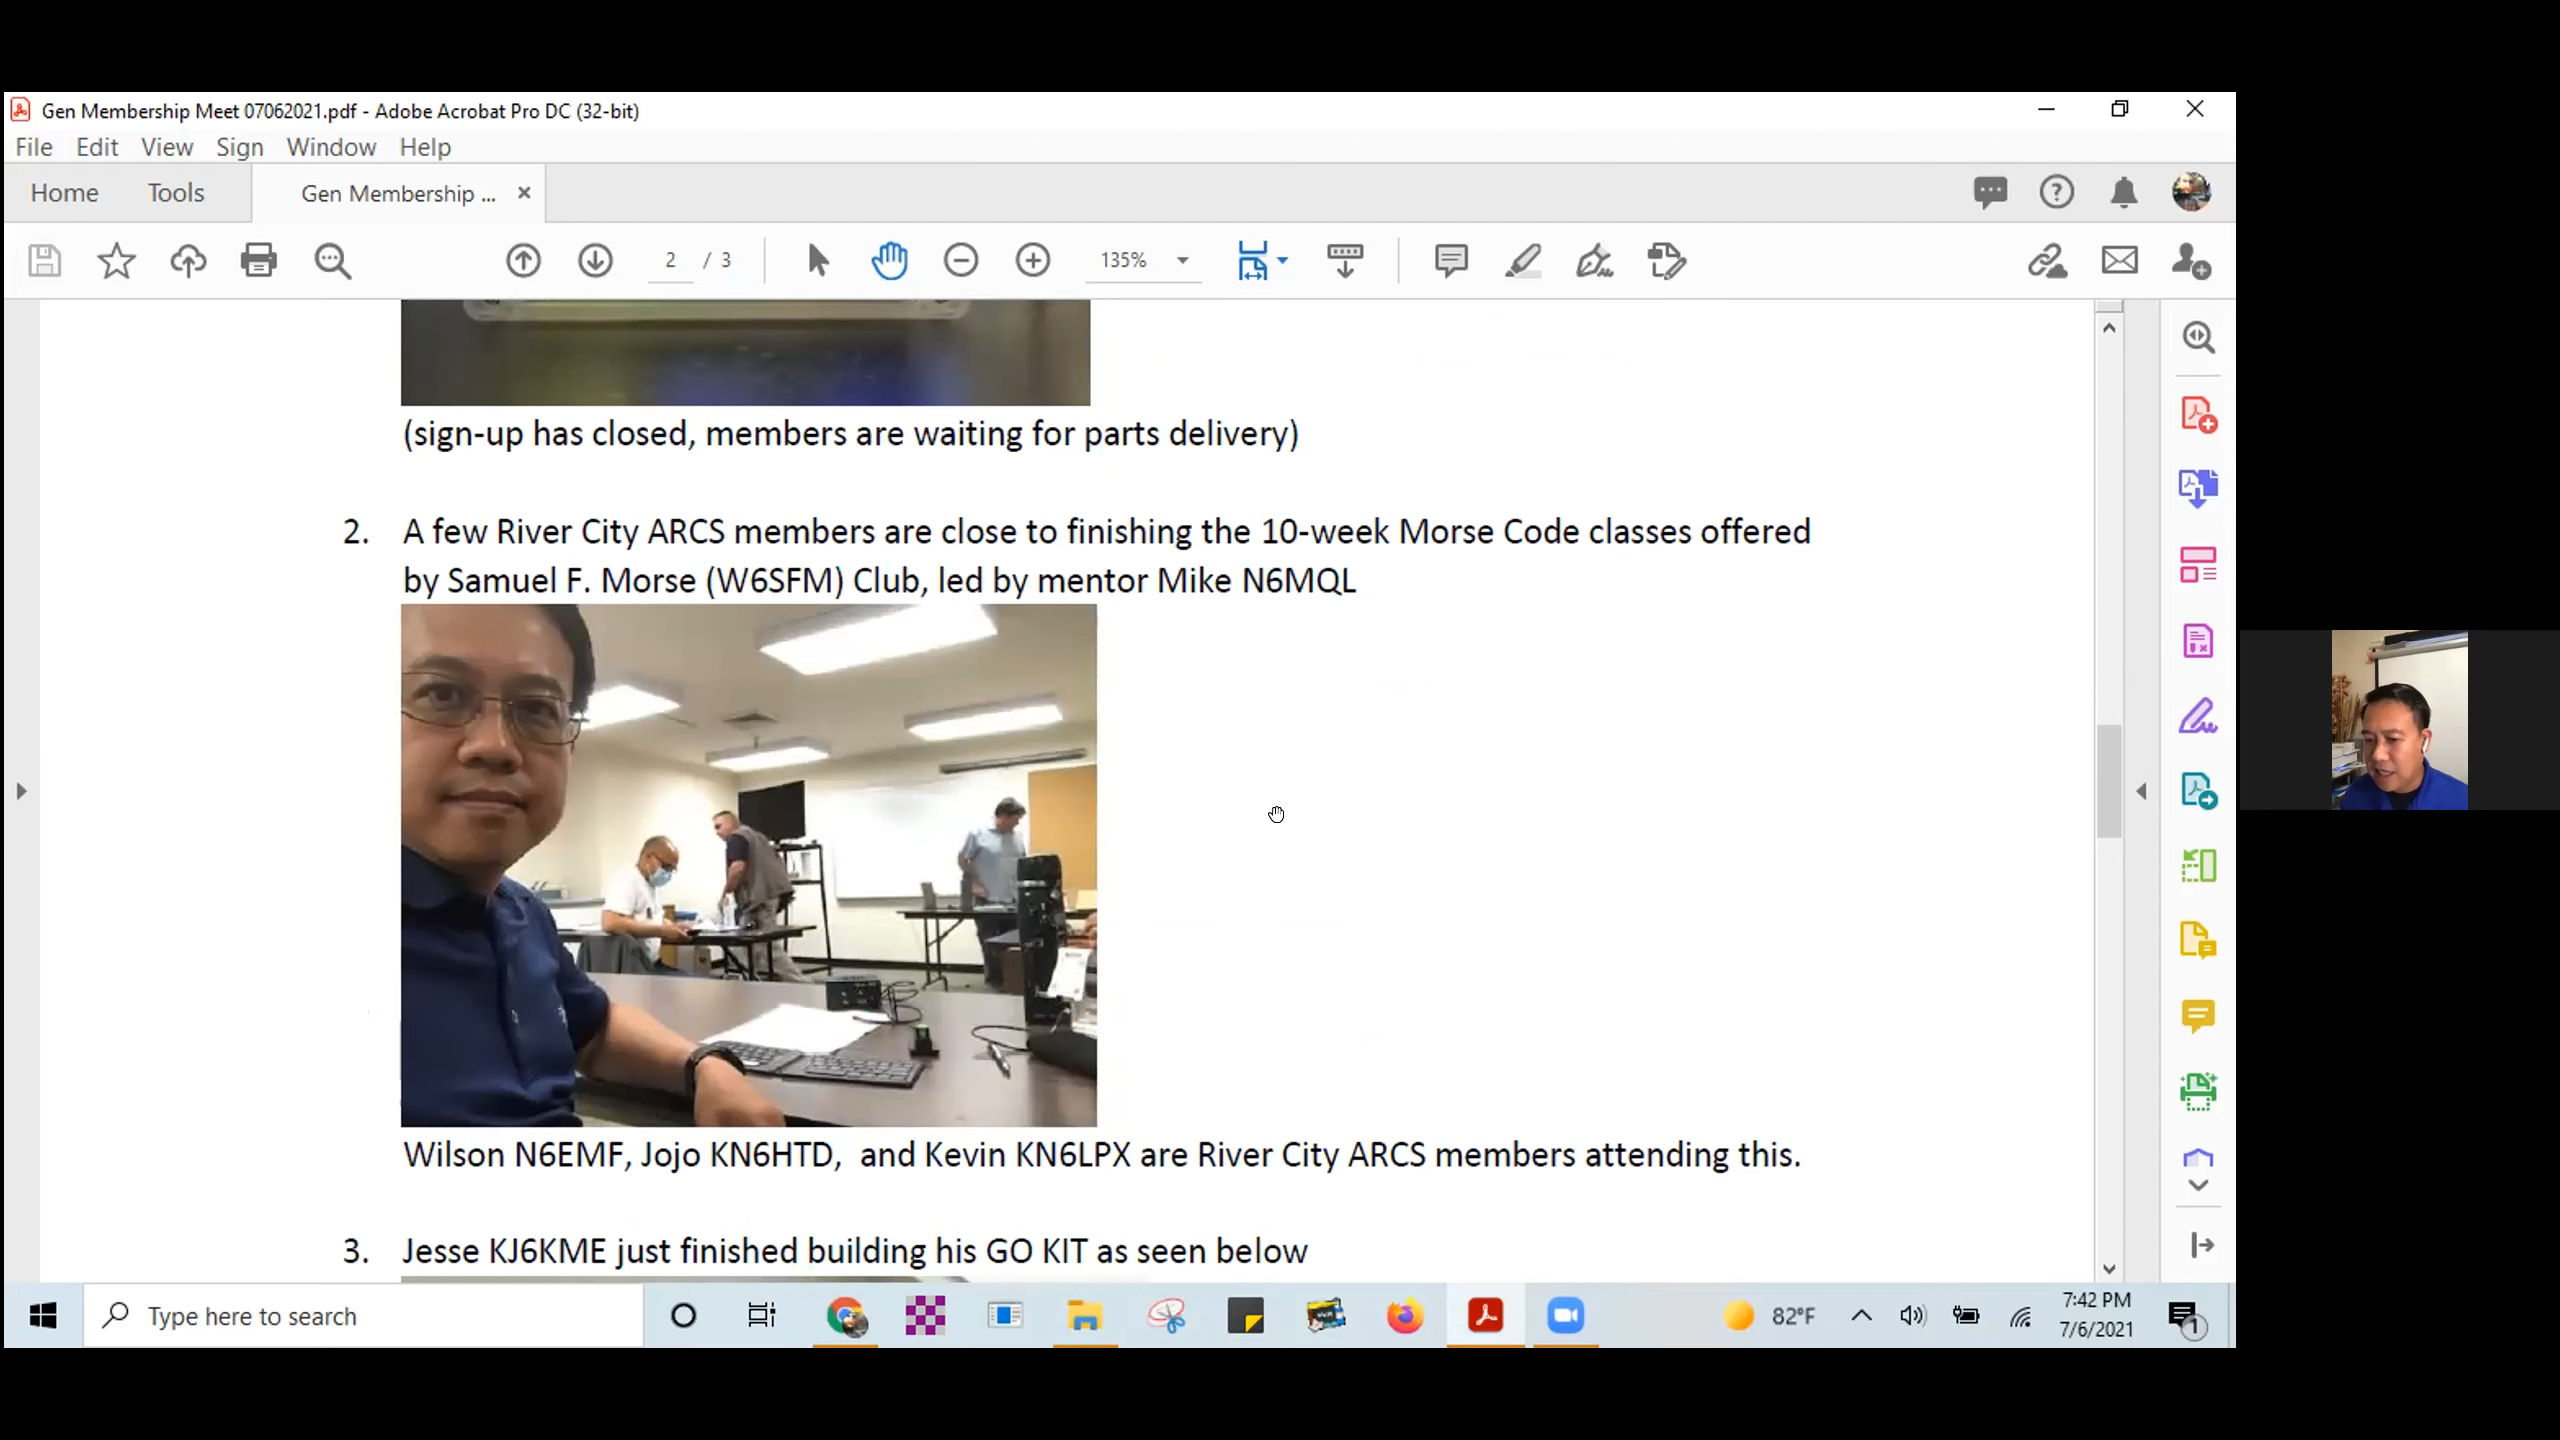 Gen Membership Meet 07062021.pdf - Adobe Acrobat Pro DC (32-bit)
File Edit View Sign Window Help
Home Tools Gen Membership ...
2 / 3 135%
(sign-up has closed, members are waiting for parts delivery)
2. A few River City ARCS members are close to finishing the 10-week Morse Code classes offered
by Samuel F. Morse (W6SFM) Club, led by mentor Mike N6MQL
Wilson N6EMF, Jojo KN6HTD,  and Kevin KN6LPX are River City ARCS members attending this.
3. Jesse KJ6KME just finished building his GO KIT as seen below
Type here to search
82°F
7:42 PM
7/6/2021
1